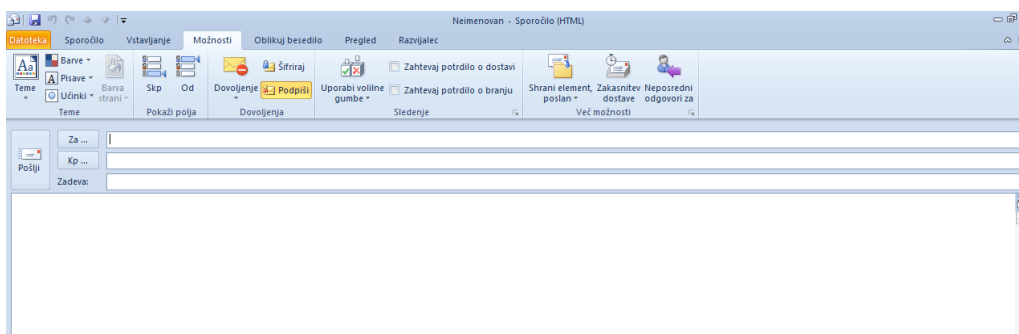 Neimenovan - Sporočilo (HTML)
Datoteka Sporočilo Vstavljanje Možnosti Oblikuj besedilo Pregled Razvijalec
Aa Teme
Barve
A Pisave
Učinki
Barva strani
Teme
Skp Od
Pokaži polja
Dovoljenje
Šifriraj
Podpiši
Dovoljenja
Uporabi volilne gumbe
Zahtevaj potrdilo o dostavi
Zahtevaj potrdilo o branju
Sledenje
Shrani element, poslan
Zakasnitev dostave
Neposredni odgovori za
Več možnosti
Pošlji
Za ...
Kp ...
Zadeva: